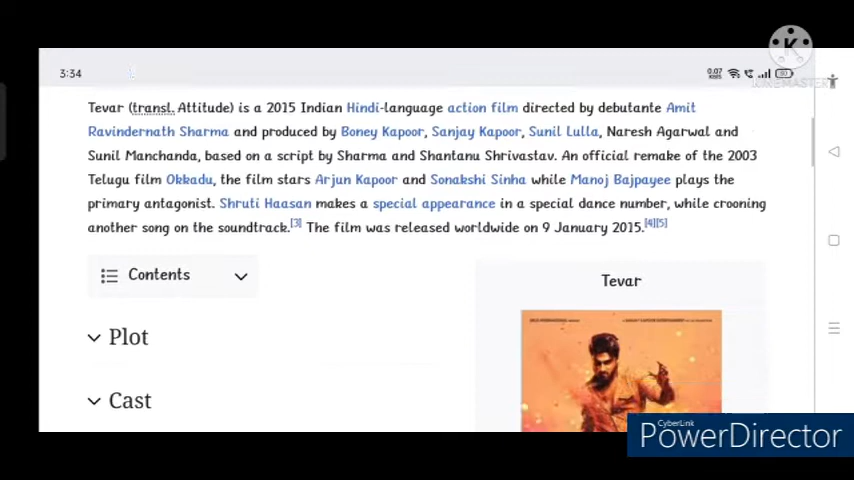 3:34
0.07
KB/S
50
KINEMASTER
Tevar (transl. Attitude) is a 2015 Indian Hindi-language action film directed by debutante Amit
Ravindernath Sharma and produced by Boney Kapoor, Sanjay Kapoor, Sunil Lulla, Naresh Agarwal and
Sunil Manchanda, based on a script by Sharma and Shantanu Shrivastav. An official remake of the 2003
Telugu film Okkadu, the film stars Arjun Kapoor and Sonakshi Sinha while Manoj Bajpayee plays the
primary antagonist. Shruti Haasan makes a special appearance in a special dance number, while crooning
another song on the soundtrack.[3] The film was released worldwide on 9 January 2015.[4][5]
Contents
Tevar
Plot
Cast
CyberLink
PowerDirector